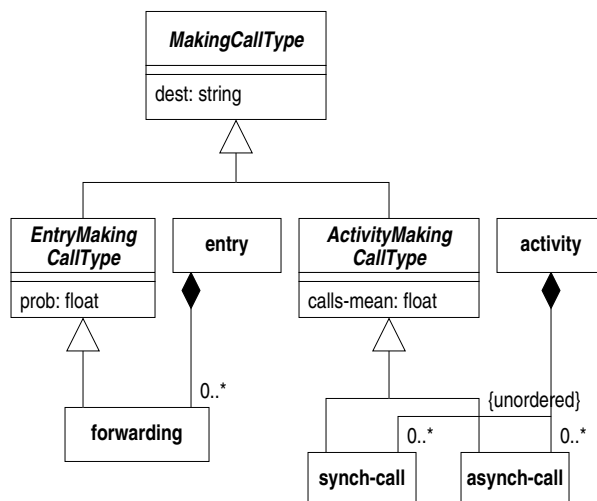 MakingCallType
dest: string
EntryMaking
CallType
prob: float
entry
ActivityMaking
CallType
calls-mean: float
activity
0..*
{unordered}
0..*
0..*
forwarding
synch-call
asynch-call